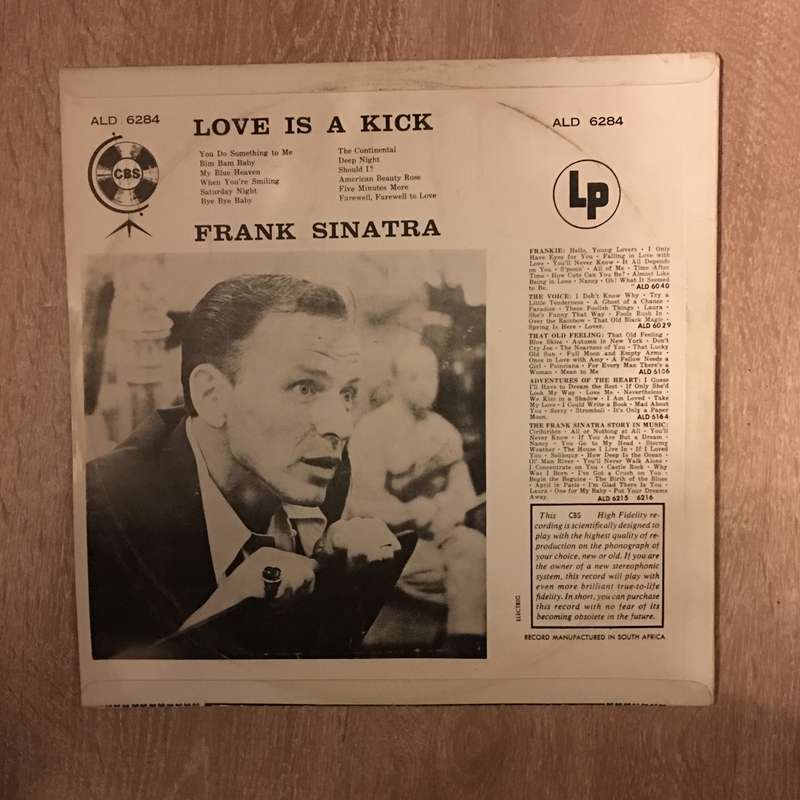 ALD 6284
LOVE IS A KICK
ALD 6284
CBS
You Do Something to Me
Bim Bam Baby
My Blue Heaven
When You're Smiling
Saturday Night
Bye Bye Baby
The Continental
Deep Night
Should I?
American Beauty Rose
Five Minutes More
Farewell, Farewell to Love
Lp
FRANK SINATRA
FRANKIE: Hello, Young Lovers • I Only
Have Eyes for You • Falling in Love with
Love • You'll Never Know • It All Depends
on You • S'posin' • All of Me • Time After
Time • How Cute Can You Be? • Almost Like
Being in Love • Nancy • Oh! What It Seemed
to Be. ALD 6040
THE VOICE: I Don't Know Why • Try a
Little Tenderness • A Ghost of a Chance •
Paradise • These Foolish Things • Laura •
She's Funny That Way • Fools Rush In •
Over the Rainbow • That Old Black Magic •
Spring Is Here • Lover. ALD 6029
THAT OLD FEELING: That Old Feeling •
Blue Skies • Autumn in New York • Don't
Cry Joe • The Nearness of You • That Lucky
Old Sun • Full Moon and Empty Arms •
Once in Love with Amy • A Fellow Needs a
Girl • Poinciana • For Every Man There's a
Woman • Mean to Me ALD 6106
ADVENTURES OF THE HEART: I Guess
I'll Have to Dream the Rest • If Only She'd
Look My Way • Love Me • Nevertheless •
We Kiss in a Shadow • I Am Loved • Take
My Love • I Could Write a Book • Mad About
You • Sorry • Stromboli • It's Only a Paper
Moon. ALD 6164
THE FRANK SINATRA STORY IN MUSIC:
Ciribiribin • All or Nothing at All • You'll
Never Know • If You Are But a Dream •
Nancy • You Go to My Head • Stormy
Weather • The House I Live In • If I Loved
You • Soliloquy • How Deep Is the Ocean •
Ol' Man River • You'll Never Walk Alone •
I Concentrate on You • Castle Rock • Why
Was I Born • I've Got a Crush on You •
Begin the Beguine • The Birth of the Blues
• April in Paris • I'm Glad There Is You •
Laura • One for My Baby • Put Your Dreams
Away. ALD 6215 6216
This CBS High Fidelity re-
cording is scientifically designed to
play with the highest quality of re-
production on the phonograph of
your choice, new or old. If you are
the owner of a new stereophonic
system, this record will play with
even more brilliant true-to-life
fidelity. In short, you can purchase
this record with no fear of its
becoming obsolete in the future.
RECORD MANUFACTURED IN SOUTH AFRICA